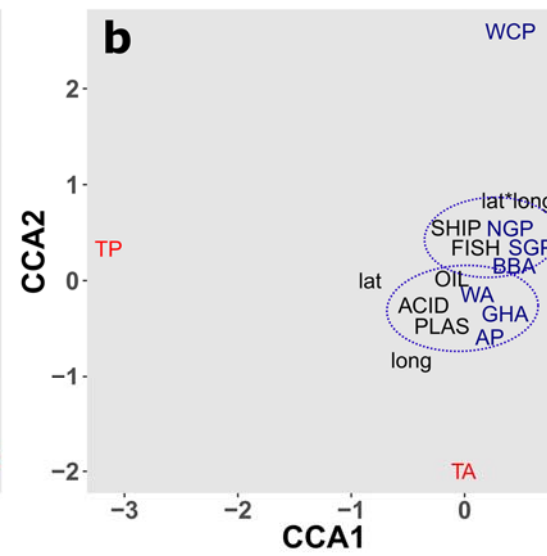 b
WCP
2
1
lat*long
SHIP NGP
FISH SGP
TP
BBA
0
lat
OIL
WA
ACID
GHA
PLAS
AP
long
−1
−2
TA
−3 −2 −1 0
CCA1
CCA2